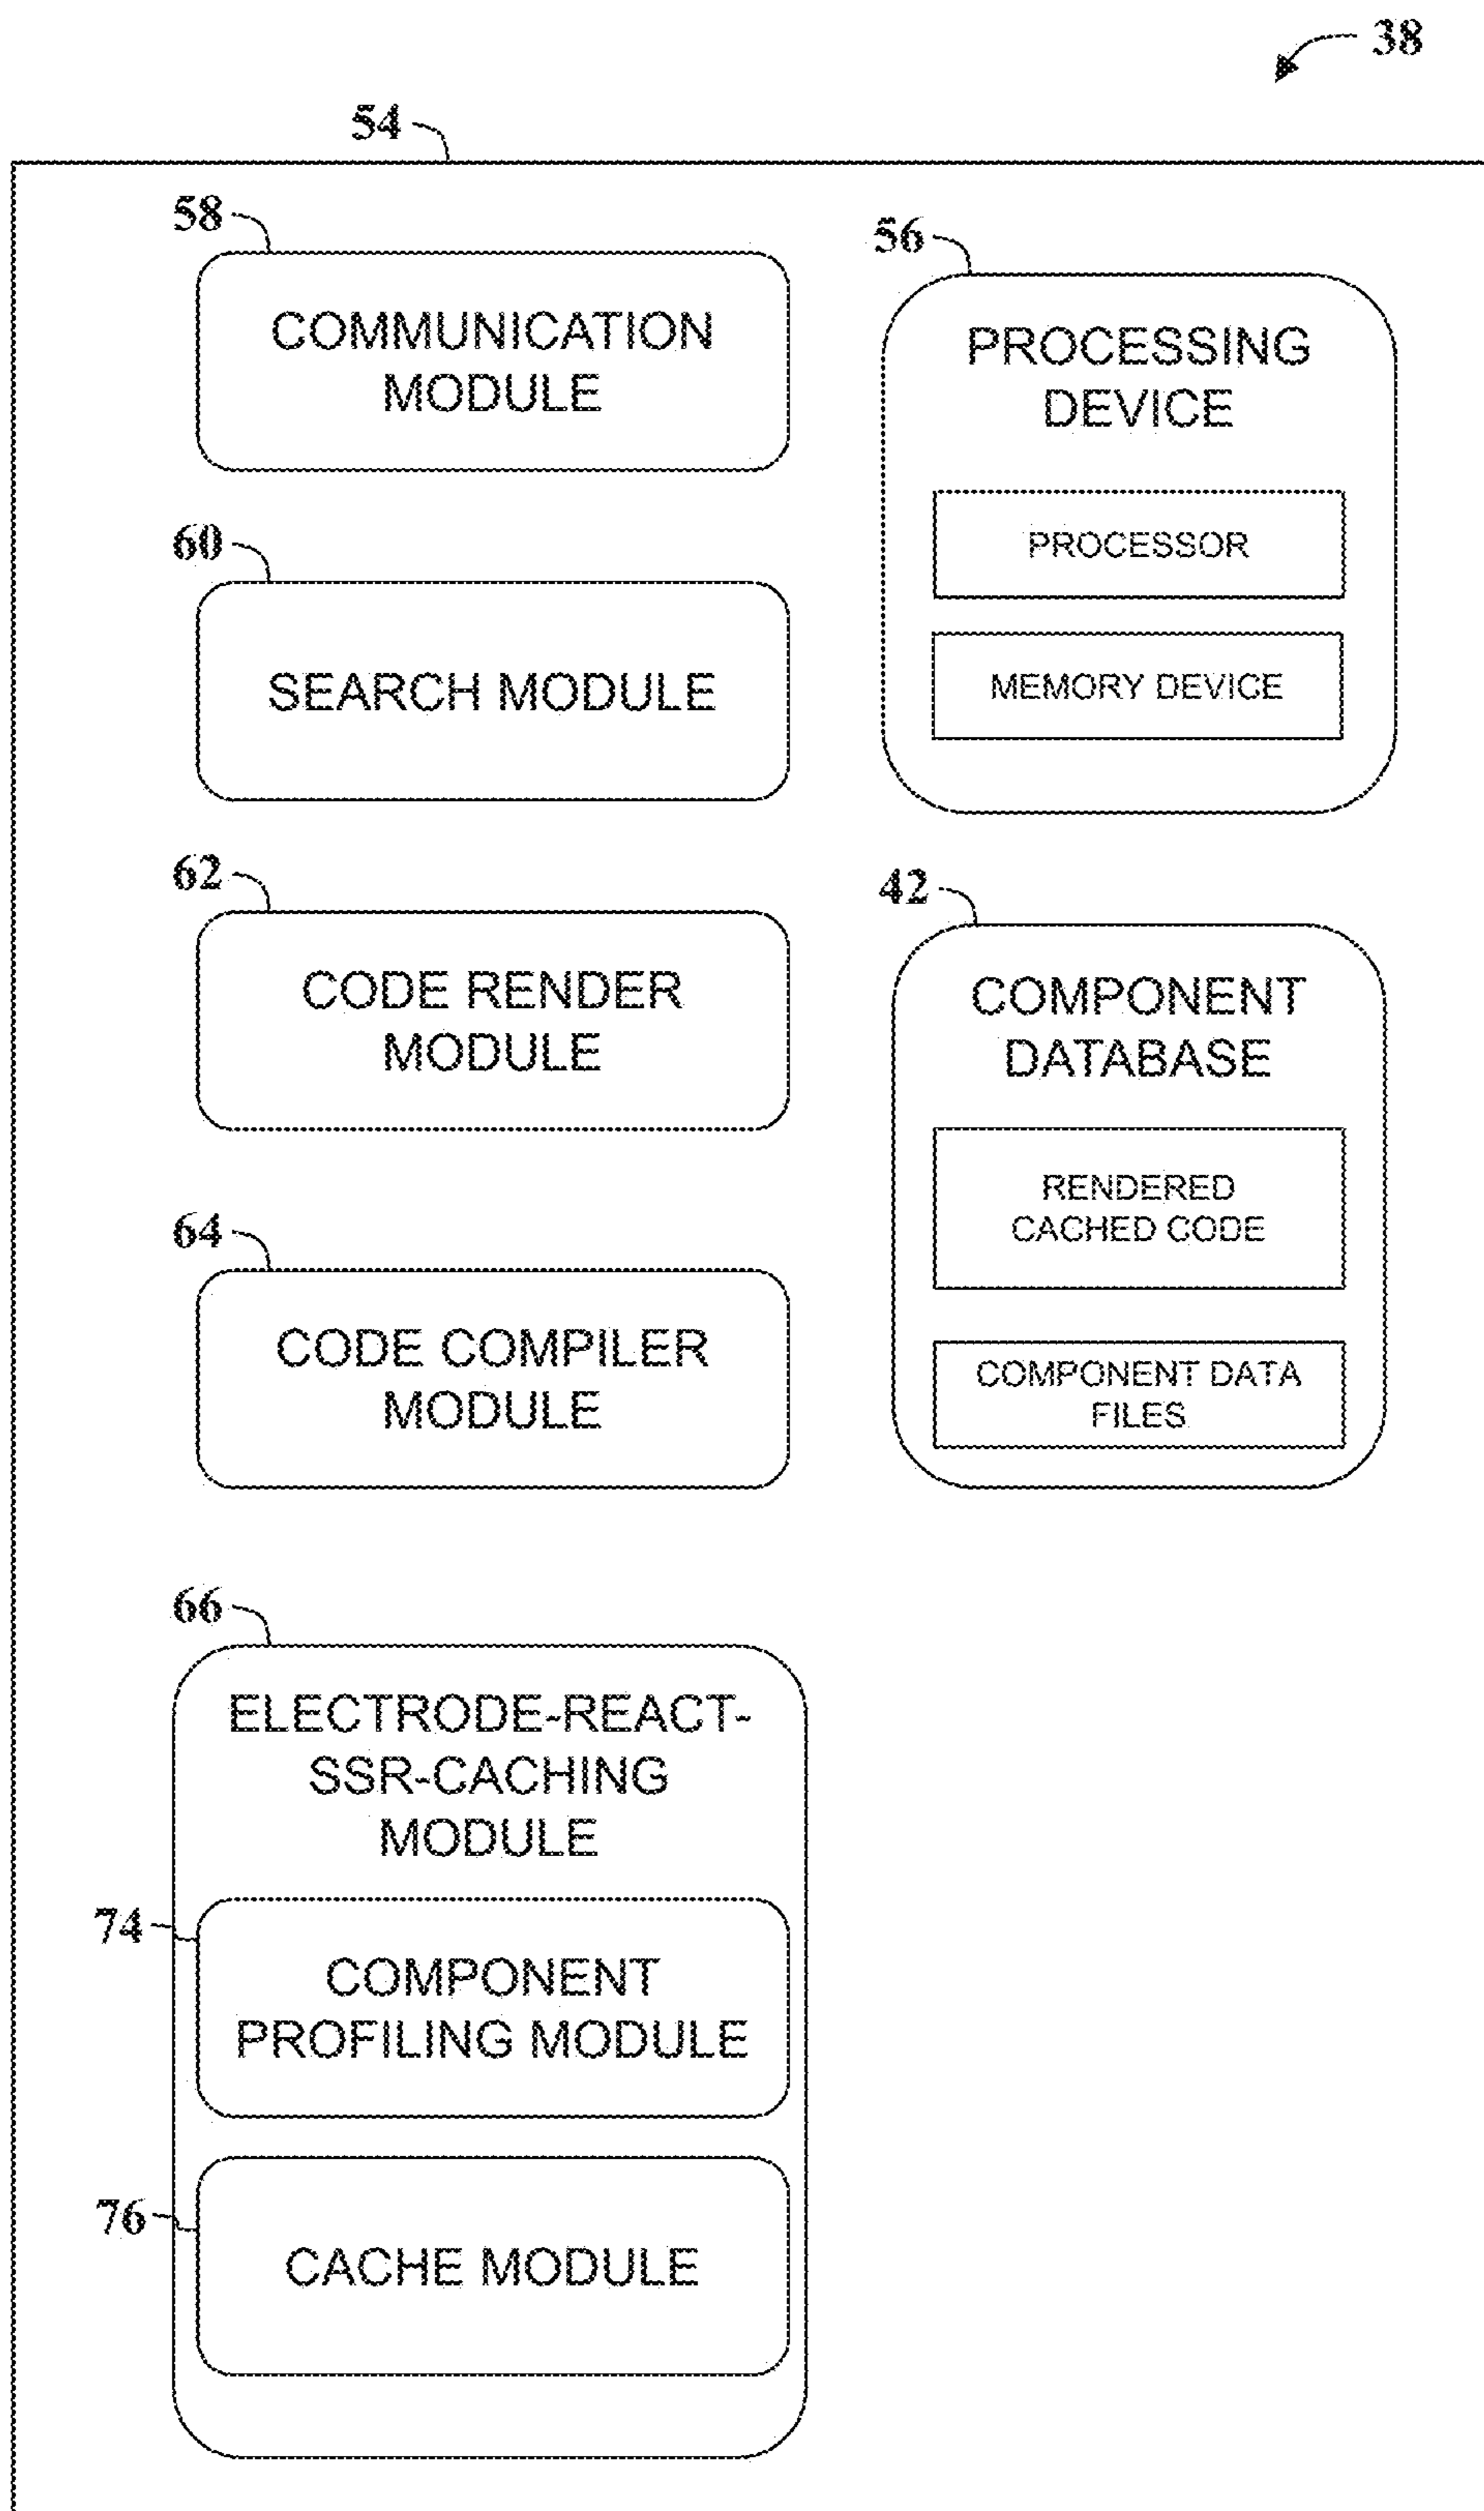 38
54
58
COMMUNICATION
MODULE
60
SEARCH MODULE
62
CODE RENDER
MODULE
64
CODE COMPILER
MODULE
66
ELECTRODE-REACT-
SSR-CACHING
MODULE
74
COMPONENT
PROFILING MODULE
76
CACHE MODULE
56
PROCESSING
DEVICE
PROCESSOR
MEMORY DEVICE
42
COMPONENT
DATABASE
RENDERED
CACHED CODE
COMPONENT DATA
FILES